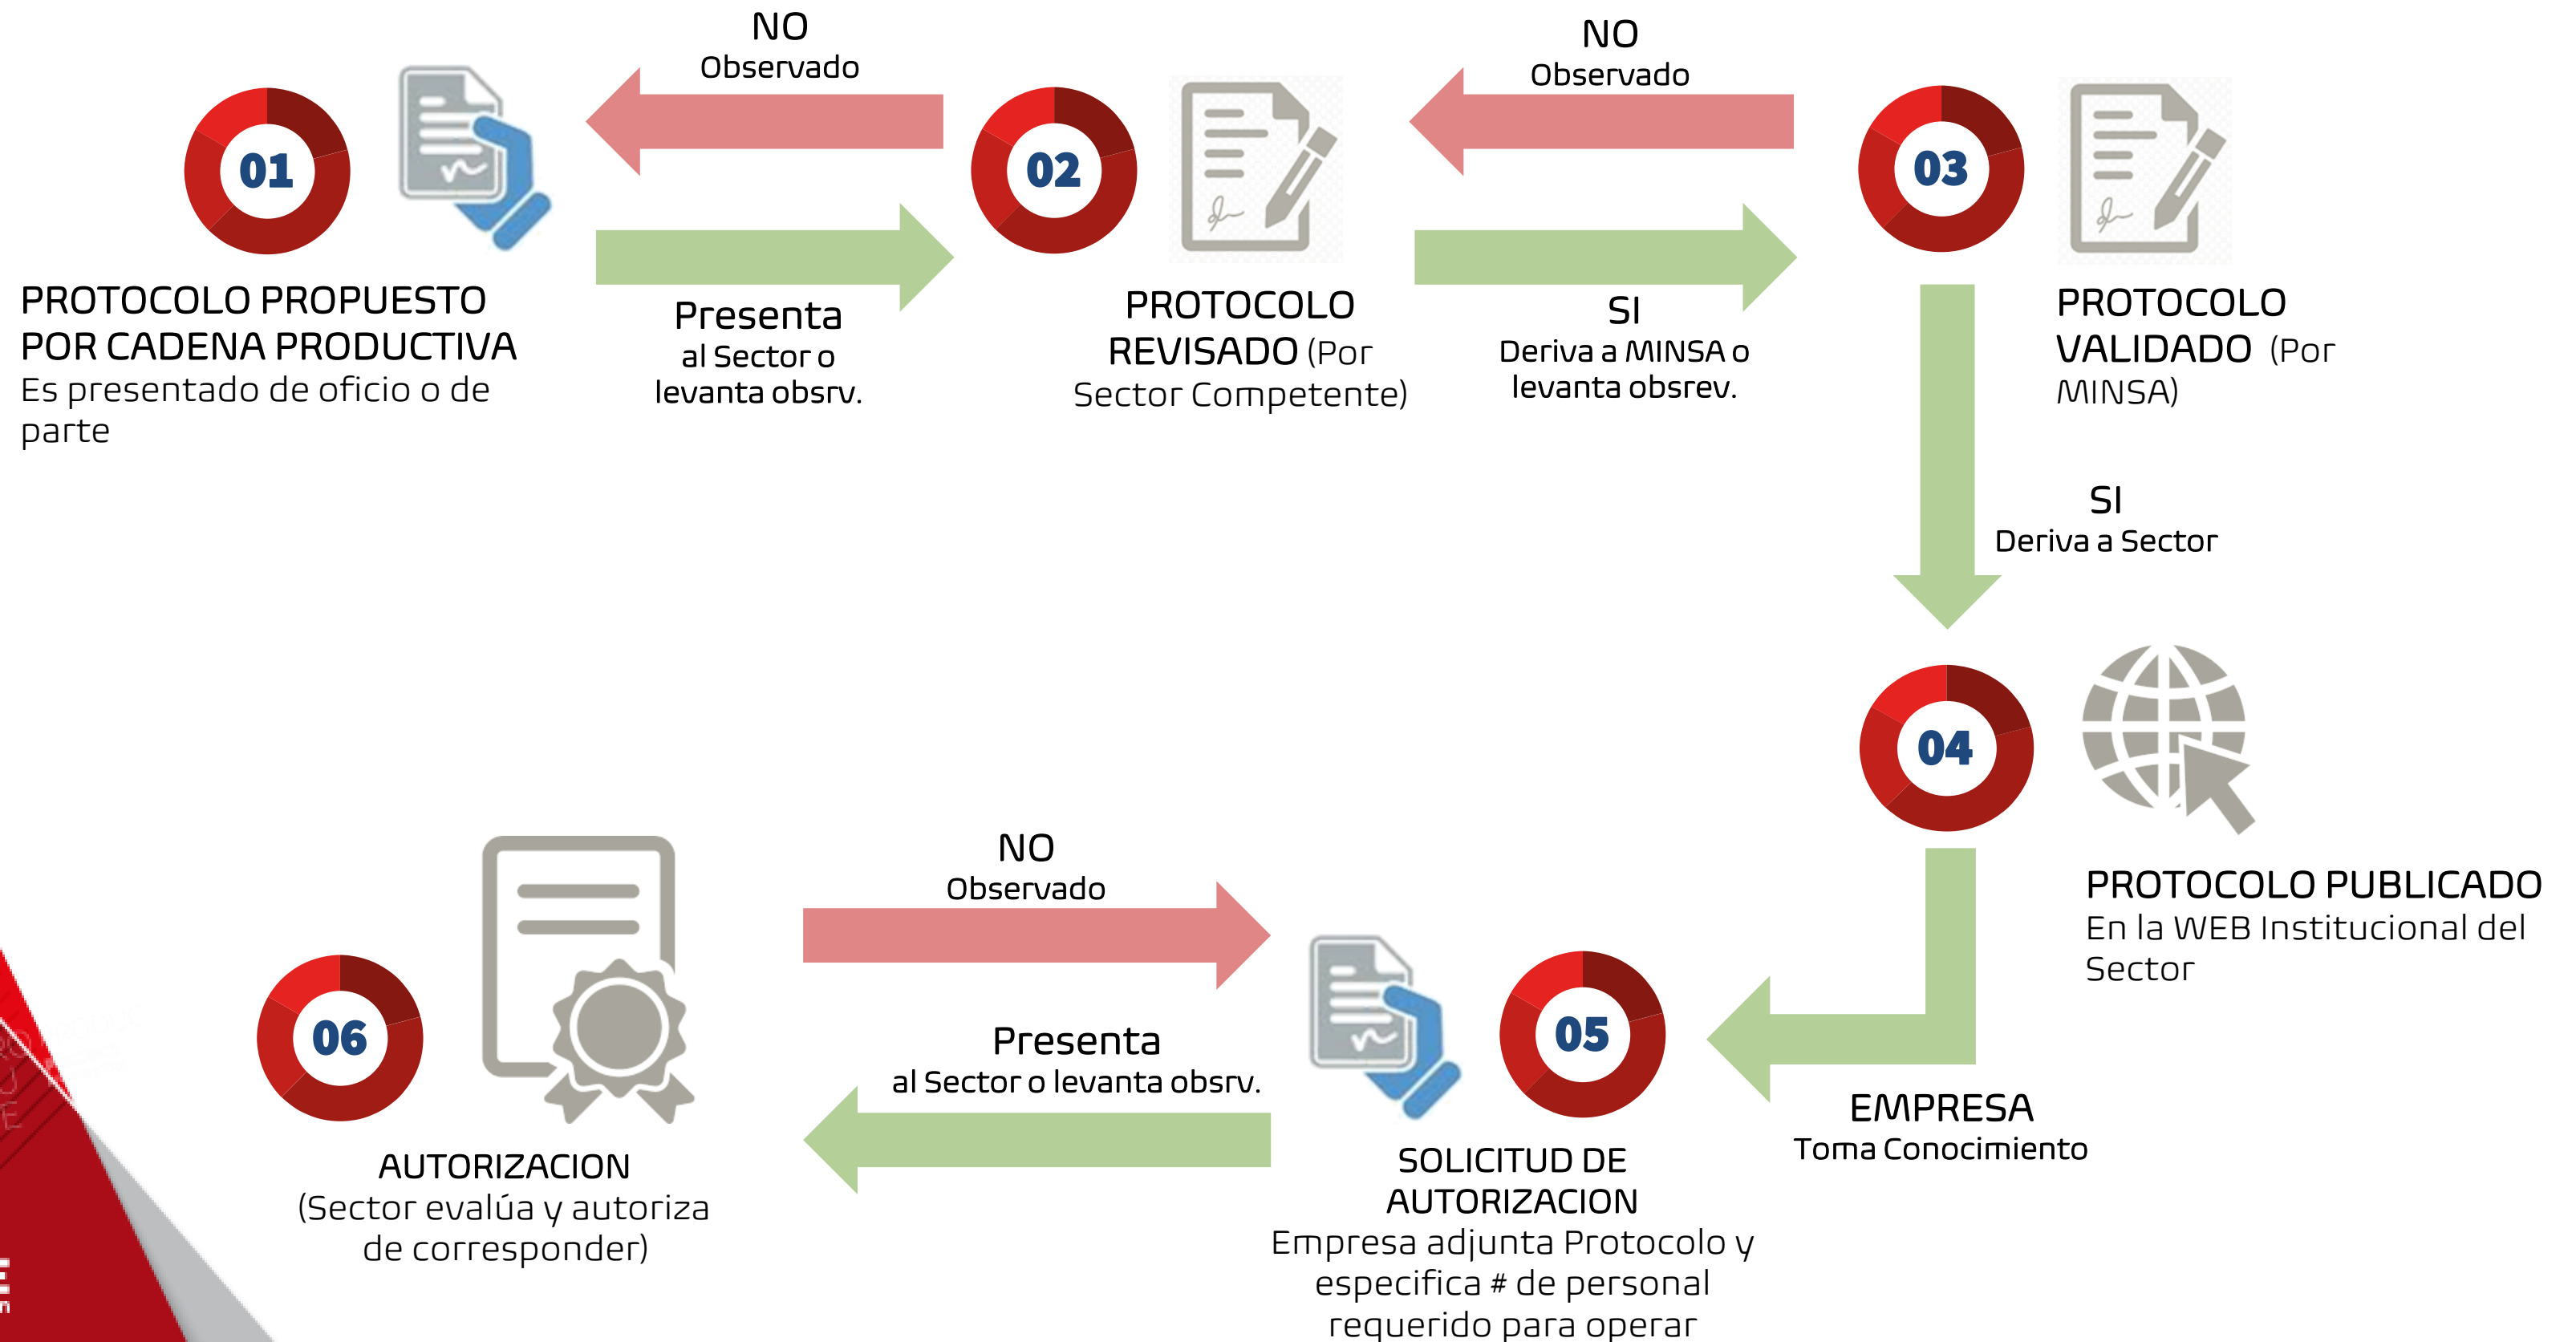 01
PROTOCOLO PROPUESTO
POR CADENA PRODUCTIVA
Es presentado de oficio o de
parte
NO
Observado
Presenta
al Sector o
levanta obsrv.
02
PROTOCOLO
REVISADO (Por
Sector Competente)
NO
Observado
SI
Deriva a MINSA o
levanta obsrev.
03
PROTOCOLO
VALIDADO (Por
MINSA)
SI
Deriva a Sector
04
PROTOCOLO PUBLICADO
En la WEB Institucional del
Sector
EMPRESA
Toma Conocimiento
05
SOLICITUD DE
AUTORIZACION
Empresa adjunta Protocolo y
especifica # de personal
requerido para operar
NO
Observado
Presenta
al Sector o levanta obsrv.
06
AUTORIZACION
(Sector evalúa y autoriza
de corresponder)